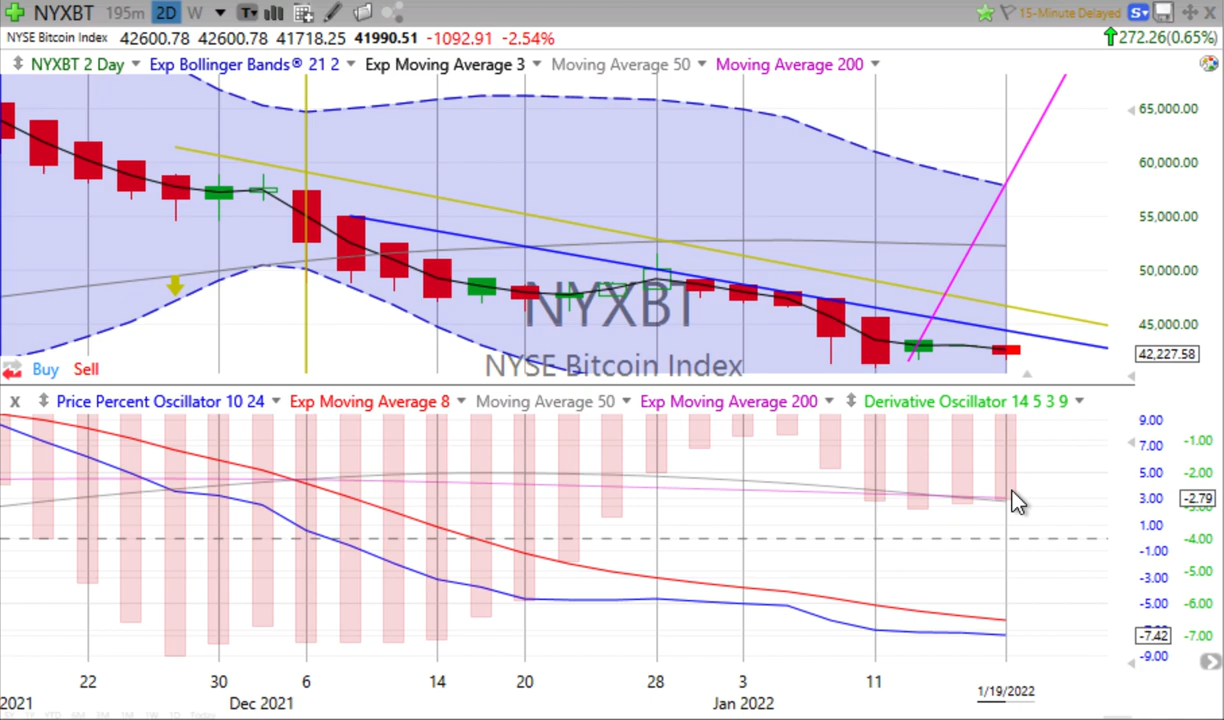 NYXBT 195m 2D W T 15-Minute Delayed S
NYSE Bitcoin Index 42600.78 42600.78 41718.25 41990.51 -1092.91 -2.54% 272.26(0.65%)
NYXBT 2 Day Exp Bollinger Bands® 21 2 Exp Moving Average 3 Moving Average 50 Moving Average 200
65,000.00
60,000.00
55,000.00
50,000.00
NYXBT
45,000.00
42,227.58
NYSE Bitcoin Index
Buy Sell
X Price Percent Oscillator 10 24 Exp Moving Average 8 Moving Average 50 Exp Moving Average 200 Derivative Oscillator 14 5 3 9
9.00
-1.00
7.00
5.00 -2.00
3.00 -2.79
1.00
-4.00
-1.00
-5.00
-3.00
-5.00 -6.00
-7.42 -7.00
-9.00
22 30 6 14 20 28 3 11 1/19/2022
2021 Dec 2021 Jan 2022